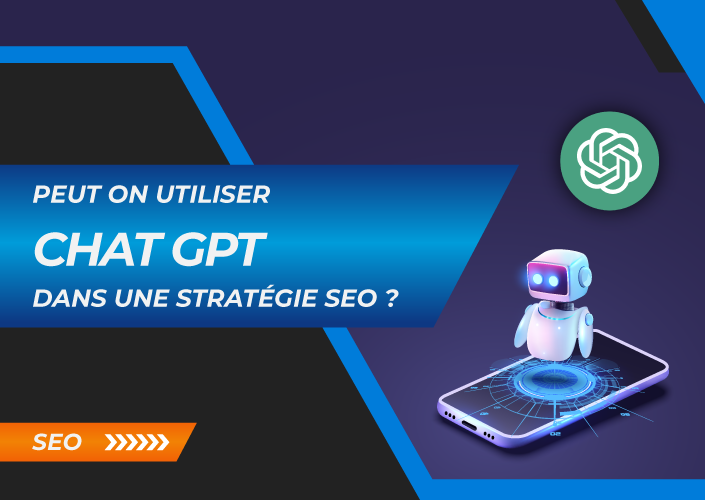 PEUT ON UTILISER
CHAT GPT
DANS UNE STRATÉGIE SEO ?
SEO